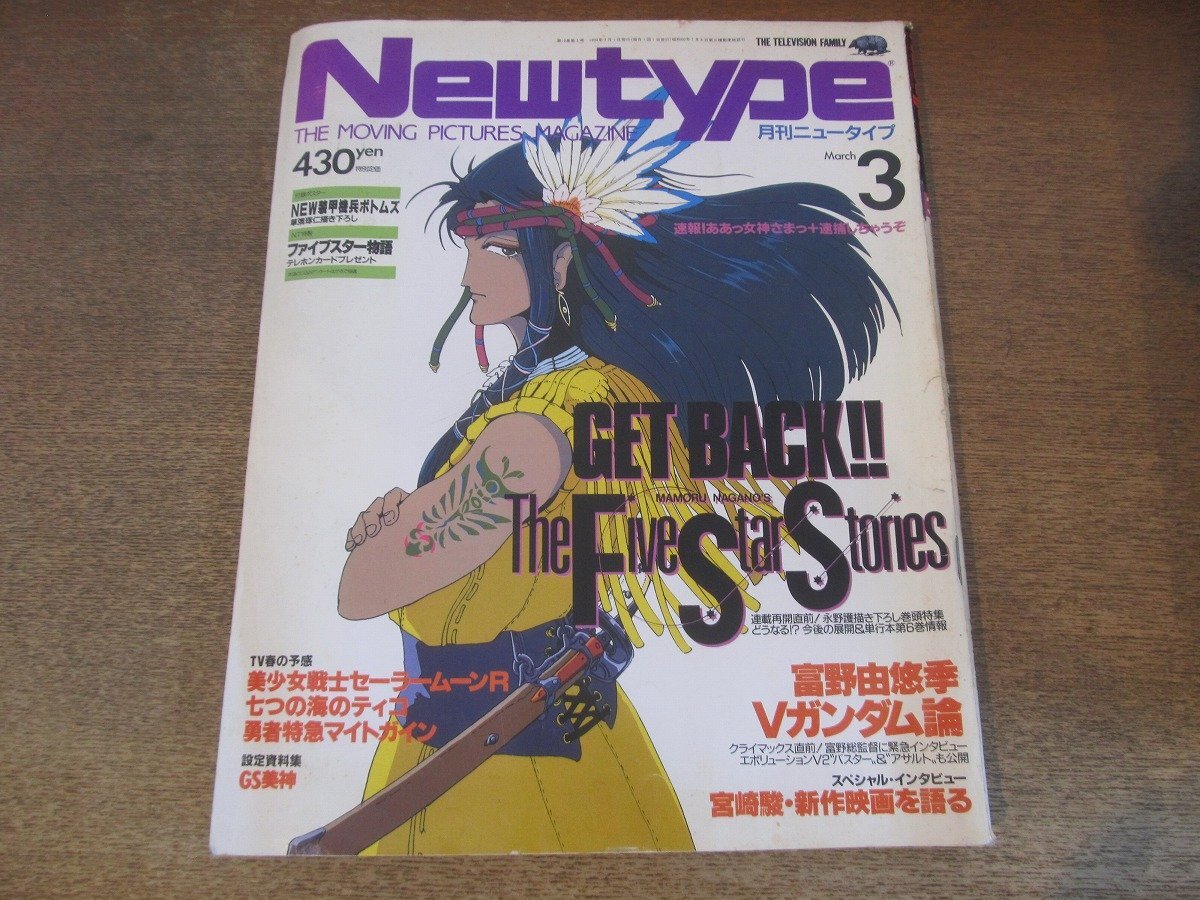 THE TELEVISION FAMILY
Newtype
THE MOVING PICTURES MAGAZINE
月刊ニュータイプ
430yen
特別定価
March
3
速報!ああっ女神さまっ+逮捕しちゃうぞ
NEW装甲機兵ボトムズ
ファイブスター物語
テレホンカードプレゼント
GET BACK!!
MAMORU NAGANO'S
The Five Star Stories
連載再開直前!永野護描き下ろし巻頭特集
どうなる!?今後の展開&単行本第6巻情報
TV春の予感
美少女戦士セーラームーンR
七つの海のティコ
勇者特急マイトガイン
設定資料集
GS美神
富野由悠季
Vガンダム論
クライマックス直前!富野総監督に緊急インタビュー
エボリューションV2"バスター"&"アサルト"も公開
スペシャル・インタビュー
宮崎駿・新作映画を語る